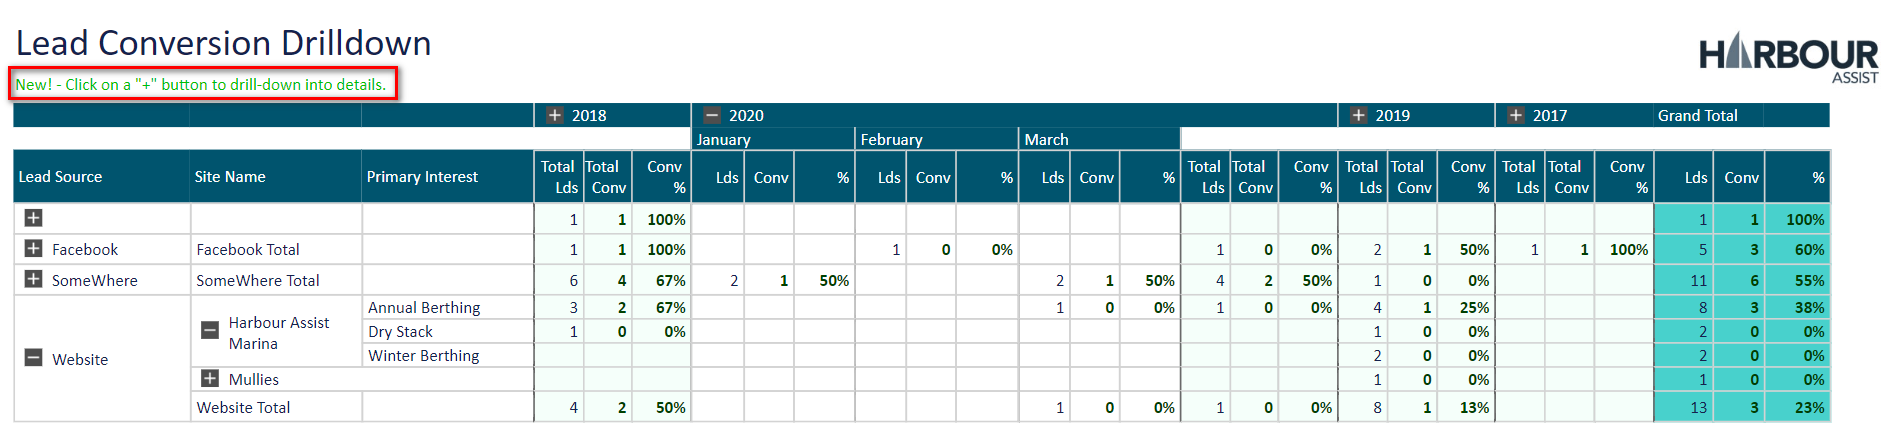 Lead Conversion Drilldown
HARBOUR
ASSIST
New! - Click on a "+" button to drill-down into details.
+ 2018 − 2020 + 2019 + 2017 Grand Total
January February March
Lead Source Site Name Primary Interest Total Lds Total Conv Conv % Lds Conv % Lds Conv % Lds Conv % Total Lds Total Conv Conv % Total Lds Total Conv Conv % Total Lds Total Conv Conv % Lds Conv %
+ 1 1 100% 1 1 100%
+ Facebook Facebook Total 1 1 100% 1 0 0% 1 0 0% 2 1 50% 1 1 100% 5 3 60%
+ SomeWhere SomeWhere Total 6 4 67% 2 1 50% 2 1 50% 4 2 50% 1 0 0% 11 6 55%
− Website − Harbour Assist Marina Annual Berthing 3 2 67% 1 0 0% 1 0 0% 4 1 25% 8 3 38%
Dry Stack 1 0 0% 1 0 0% 2 0 0%
Winter Berthing 2 0 0% 2 0 0%
+ Mullies 1 0 0% 1 0 0%
Website Total 4 2 50% 1 0 0% 1 0 0% 8 1 13% 13 3 23%